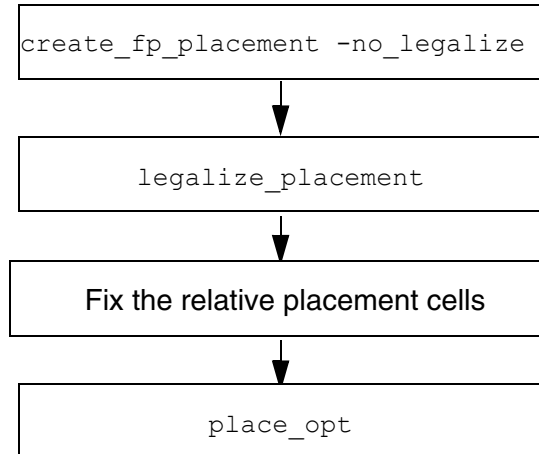 create_fp_placement -no_legalize
legalize_placement
Fix the relative placement cells
place_opt